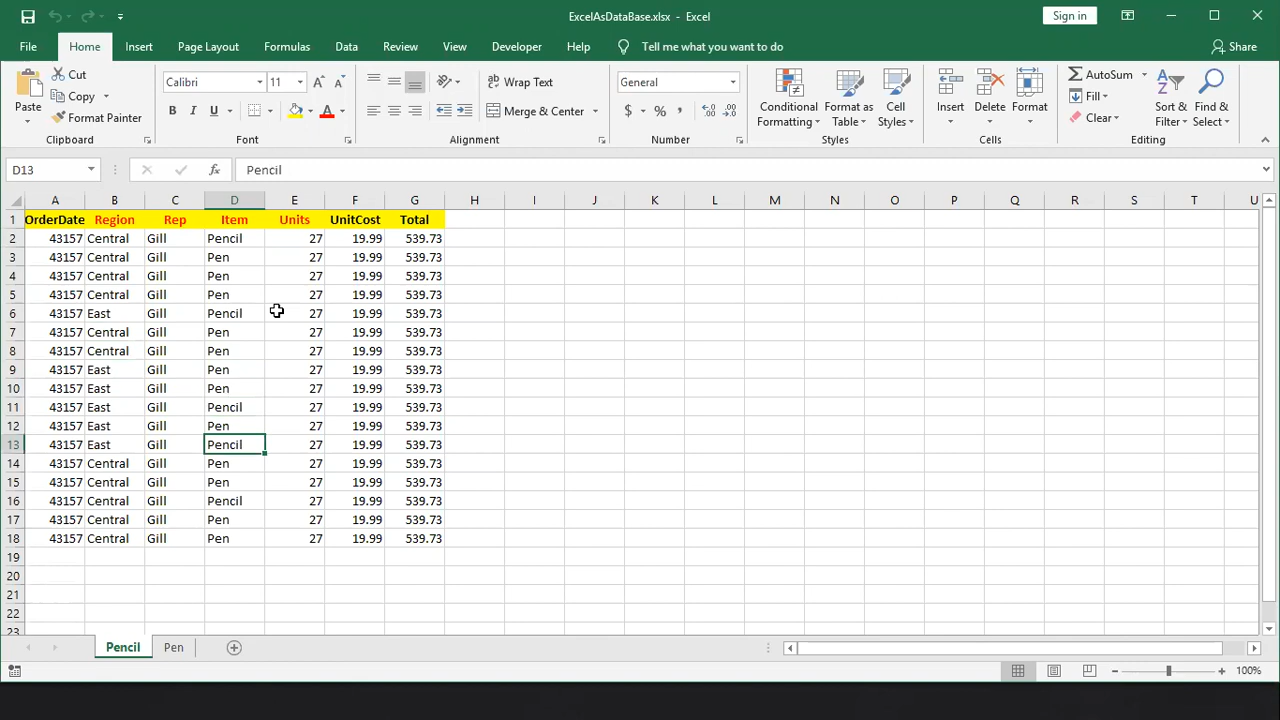 ExcelAsDataBase.xlsx - Excel
Sign in
File Home Insert Page Layout Formulas Data Review View Developer Help Tell me what you want to do Share
Paste
Cut
Copy
Format Painter
Clipboard
Calibri 11
B I U A
Font
Wrap Text
Merge & Center
Alignment
General
$ % ,
Number
Conditional Formatting
Format as Table
Cell Styles
Styles
Insert
Delete
Format
Cells
AutoSum
Fill
Clear
Sort & Filter
Find & Select
Editing
D13 fx Pencil
A B C D E F G H I J K L M N O P Q R S T U
1 OrderDate Region Rep Item Units UnitCost Total
2 43157 Central Gill Pencil 27 19.99 539.73
3 43157 Central Gill Pen 27 19.99 539.73
4 43157 Central Gill Pen 27 19.99 539.73
5 43157 Central Gill Pen 27 19.99 539.73
6 43157 East Gill Pencil 27 19.99 539.73
7 43157 Central Gill Pen 27 19.99 539.73
8 43157 Central Gill Pen 27 19.99 539.73
9 43157 East Gill Pen 27 19.99 539.73
10 43157 East Gill Pen 27 19.99 539.73
11 43157 East Gill Pencil 27 19.99 539.73
12 43157 East Gill Pen 27 19.99 539.73
13 43157 East Gill Pencil 27 19.99 539.73
14 43157 Central Gill Pen 27 19.99 539.73
15 43157 Central Gill Pen 27 19.99 539.73
16 43157 Central Gill Pencil 27 19.99 539.73
17 43157 Central Gill Pen 27 19.99 539.73
18 43157 Central Gill Pen 27 19.99 539.73
19
20
21
22
23
Pencil Pen
100%